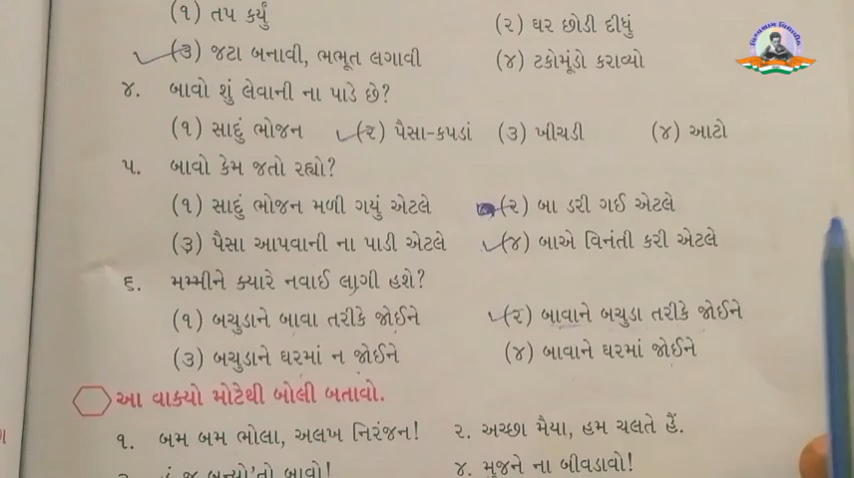 (૧) તપ કર્યું (૨) ઘર છોડી દીધું
(૩) જટા બનાવી, ભભૂત લગાવી (૪) ટકોમૂંડો કરાવ્યો
૪. બાવો શું લેવાની ના પાડે છે?
(૧) સાદું ભોજન (૨) પૈસા-કપડાં (૩) ખીચડી (૪) આટો
૫. બાવો કેમ જતો રહ્યો?
(૧) સાદું ભોજન મળી ગયું એટલે (૨) બા ડરી ગઈ એટલે
(૩) પૈસા આપવાની ના પાડી એટલે (૪) બાએ વિનંતી કરી એટલે
૬. મમ્મીને ક્યારે નવાઈ લાગી હશે?
(૧) બચુડાને બાવા તરીકે જોઈને (૨) બાવાને બચુડા તરીકે જોઈને
(૩) બચુડાને ઘરમાં ન જોઈને (૪) બાવાને ઘરમાં જોઈને
આ વાક્યો મોટેથી બોલી બતાવો.
૧. બમ બમ ભોલા, અલખ નિરંજન! ૨. અચ્છા મૈયા, હમ ચલતે હૈં.
જ બન્યો'તો બાવો! ૪. મુજને ના બીવડાવો!